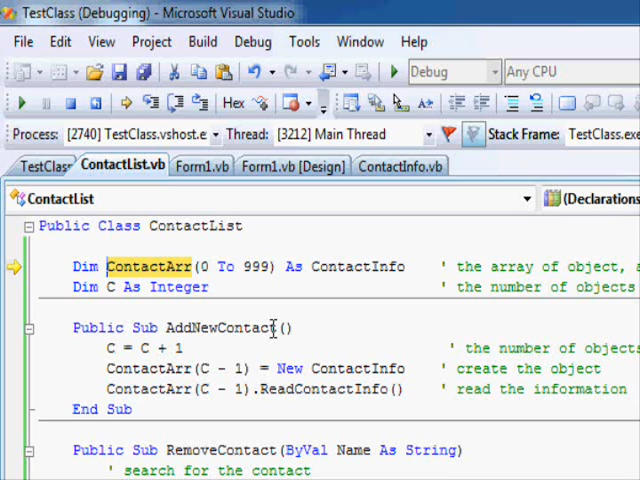 TestClass (Debugging) - Microsoft Visual Studio
File Edit View Project Build Debug Tools Window Help
Debug Any CPU
Hex
Process: [2740] TestClass.vshost.e Thread: [3212] Main Thread Stack Frame: TestClass.exe
TestClass ContactList.vb Form1.vb Form1.vb [Design] ContactInfo.vb
ContactList (Declarations
Public Class ContactList
Dim ContactArr(0 To 999) As ContactInfo ' the array of object, a
Dim C As Integer ' the number of objects
Public Sub AddNewContact()
C = C + 1 ' the number of objects
ContactArr(C - 1) = New ContactInfo ' create the object
ContactArr(C - 1).ReadContactInfo() ' read the information
End Sub
Public Sub RemoveContact(ByVal Name As String)
' search for the contact